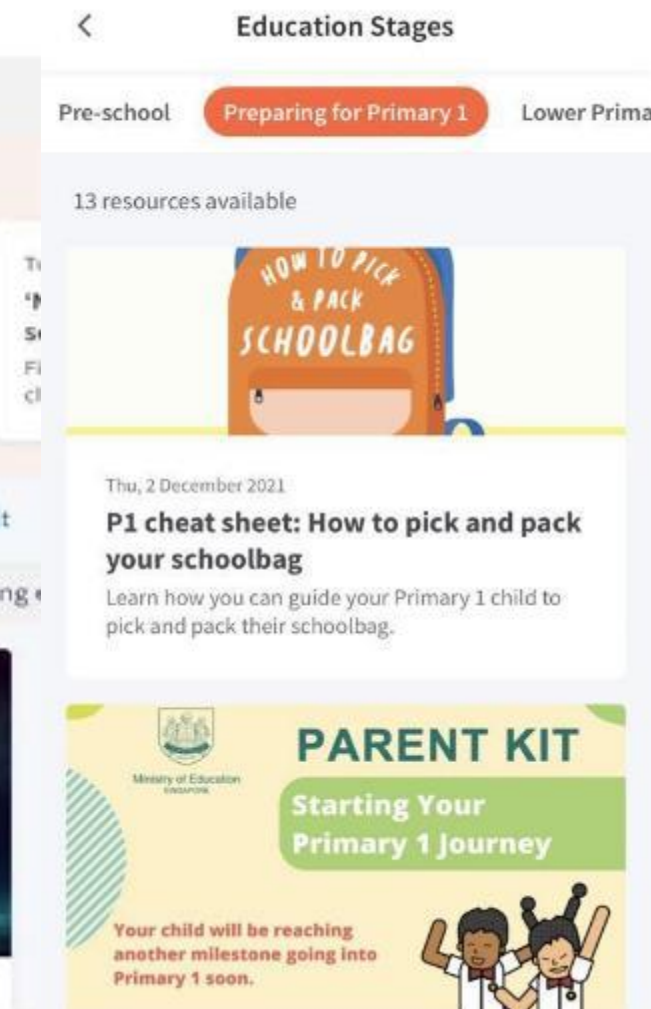 Education Stages
Pre-school
Preparing for Primary 1
Lower Prima
13 resources available
HOW TO PICK
& PACK
SCHOOLBAG
Thu, 2 December 2021
P1 cheat sheet: How to pick and pack
your schoolbag
Learn how you can guide your Primary 1 child to
pick and pack their schoolbag.
Ministry of Education
SINGAPORE
PARENT KIT
Starting Your
Primary 1 Journey
Your child will be reaching
another milestone going into
Primary 1 soon.